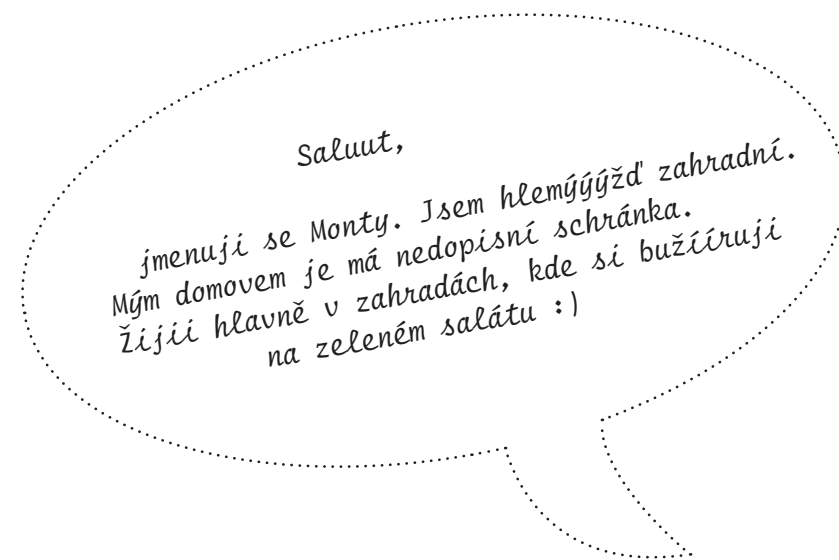 Saluut,
jmenuji se Monty. Jsem hlemýýýžď zahradní.
Mým domovem je má nedopisní schránka.
Žijii hlavně v zahradách, kde si bužííruji
na zeleném salátu :)